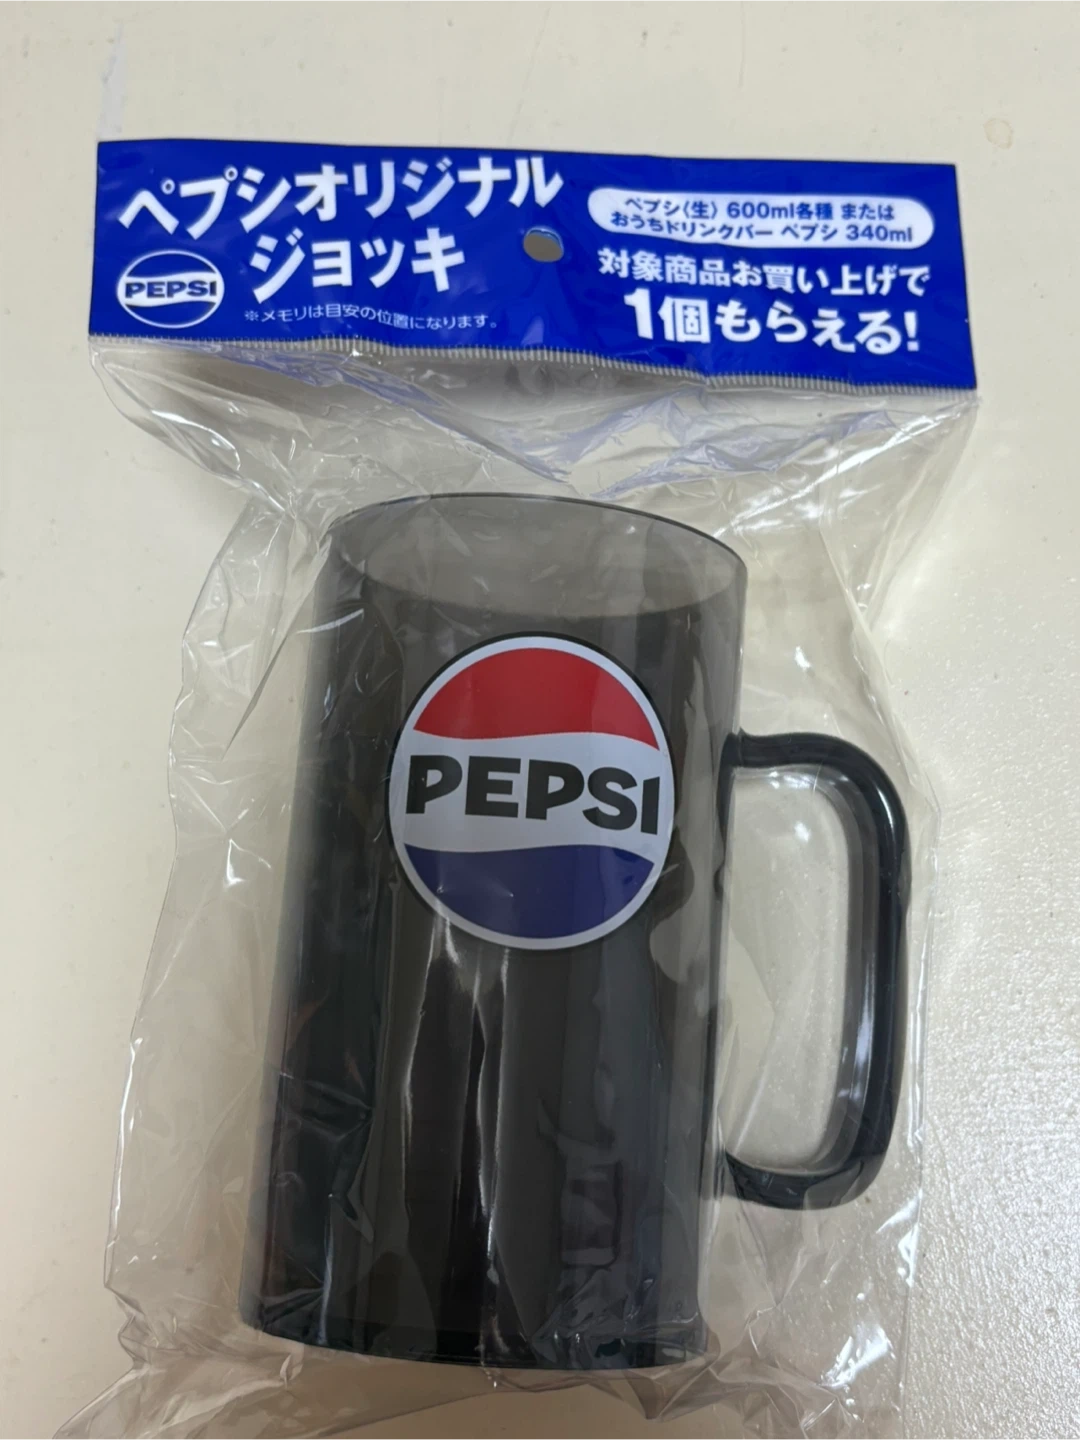 ペプシオリジナル
ジョッキ
PEPSI
※メモリは目安の位置になります。
ペプシ〈生〉600ml各種 または
おうちドリンクバー ペプシ 340ml
対象商品お買い上げで
1個もらえる!
PEPSI